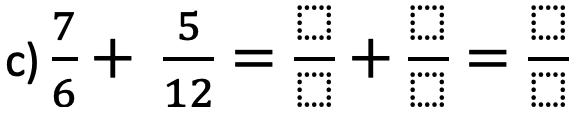 c) 7/6 + 5/12 = ⬚/⬚ + ⬚/⬚ = ⬚/⬚